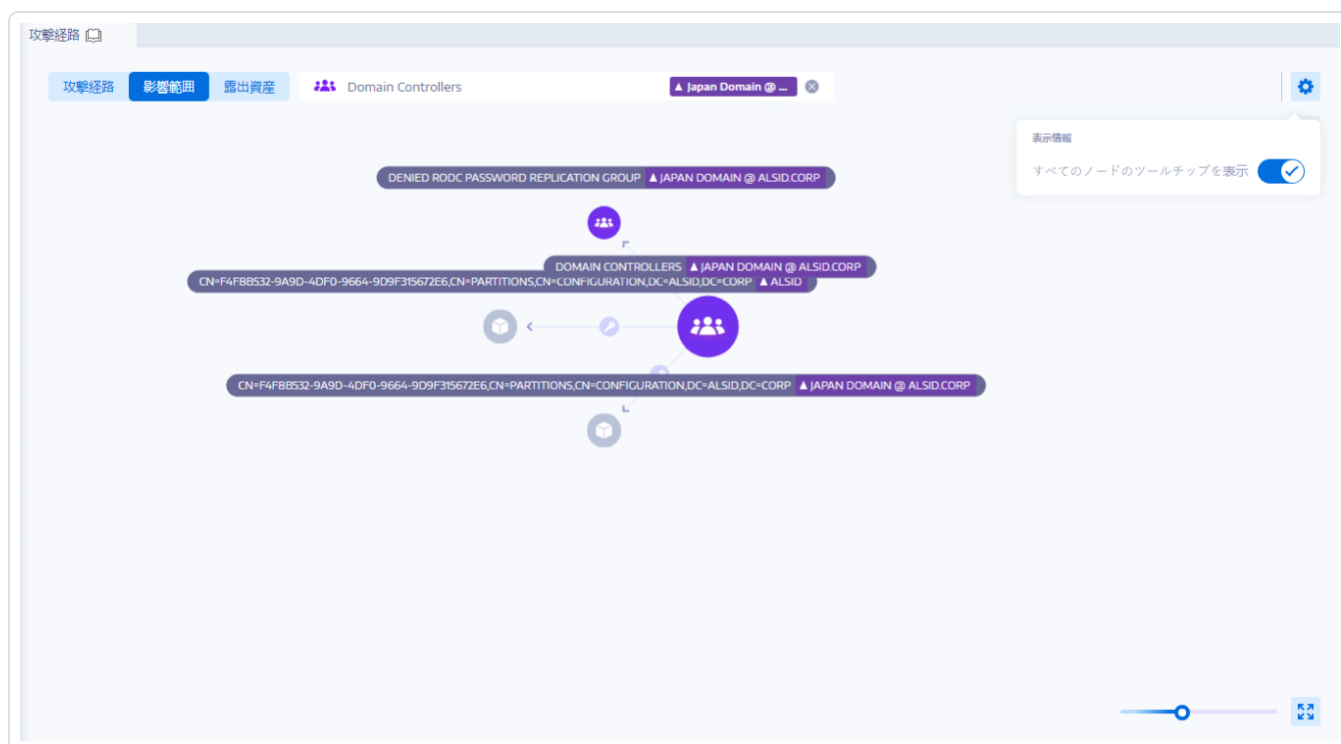 攻撃経路
攻撃経路 影響範囲 露出資産 Domain Controllers ▲ Japan Domain @ ...
表示情報
すべてのノードのツールチップを表示
DENIED RODC PASSWORD REPLICATION GROUP ▲ JAPAN DOMAIN @ ALSID.CORP
DOMAIN CONTROLLERS ▲ JAPAN DOMAIN @ ALSID.CORP
CN=F4F8B532-9A9D-4DF0-9664-9D9F315672E6,CN=PARTITIONS,CN=CONFIGURATION,DC=ALSID,DC=CORP ▲ ALSID
CN=F4F8B532-9A9D-4DF0-9664-9D9F315672E6,CN=PARTITIONS,CN=CONFIGURATION,DC=ALSID,DC=CORP ▲ JAPAN DOMAIN @ ALSID.CORP